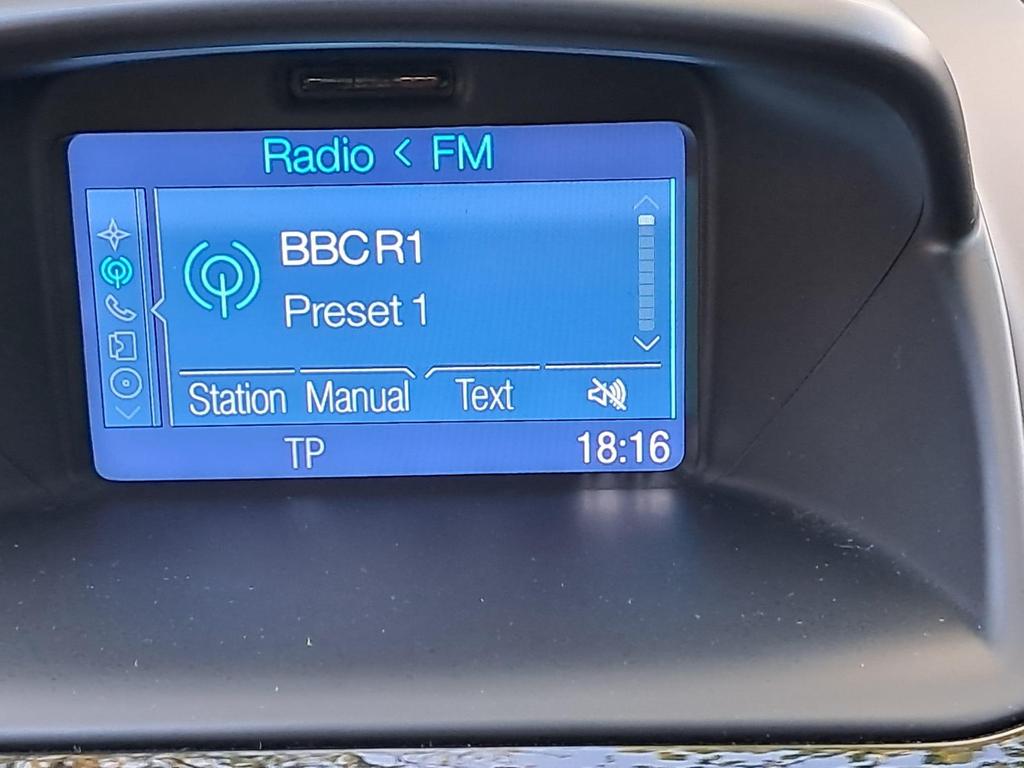 Radio < FM
BBC R1
Preset 1
Station Manual Text
TP 18:16